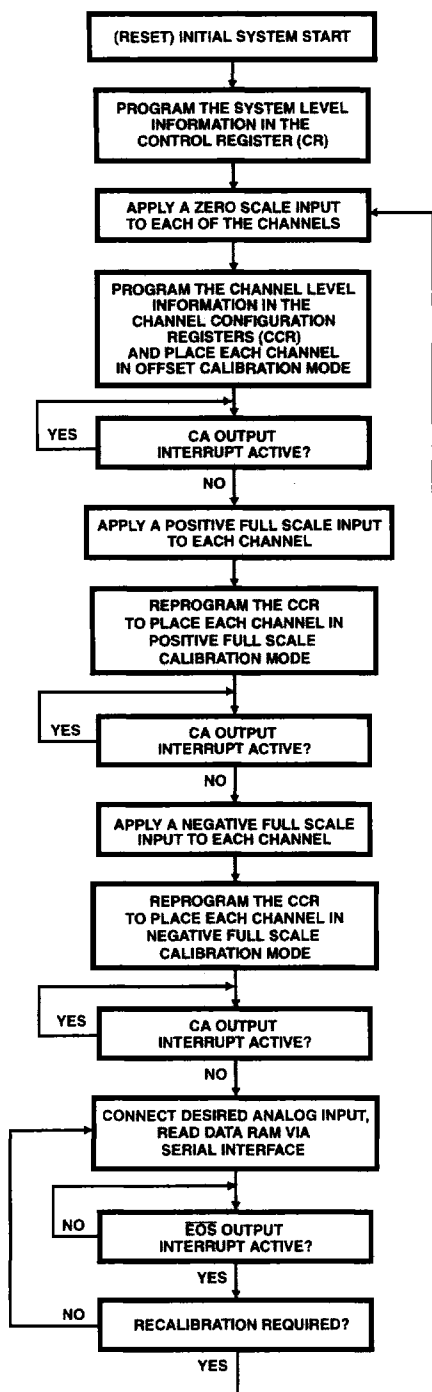 (RESET) INITIAL SYSTEM START
PROGRAM THE SYSTEM LEVEL
INFORMATION IN THE
CONTROL REGISTER (CR)
APPLY A ZERO SCALE INPUT
TO EACH OF THE CHANNELS
PROGRAM THE CHANNEL LEVEL
INFORMATION IN THE
CHANNEL CONFIGURATION
REGISTERS (CCR)
AND PLACE EACH CHANNEL
IN OFFSET CALIBRATION MODE
YES
CA OUTPUT
INTERRUPT ACTIVE?
NO
APPLY A POSITIVE FULL SCALE INPUT
TO EACH CHANNEL
REPROGRAM THE CCR
TO PLACE EACH CHANNEL IN
POSITIVE FULL SCALE
CALIBRATION MODE
YES
CA OUTPUT
INTERRUPT ACTIVE?
NO
APPLY A NEGATIVE FULL SCALE
INPUT TO EACH CHANNEL
REPROGRAM THE CCR
TO PLACE EACH CHANNEL IN
NEGATIVE FULL SCALE
CALIBRATION MODE
YES
CA OUTPUT
INTERRUPT ACTIVE?
NO
CONNECT DESIRED ANALOG INPUT,
READ DATA RAM VIA
SERIAL INTERFACE
NO
E̅O̅S̅ OUTPUT
INTERRUPT ACTIVE?
YES
NO
RECALIBRATION REQUIRED?
YES